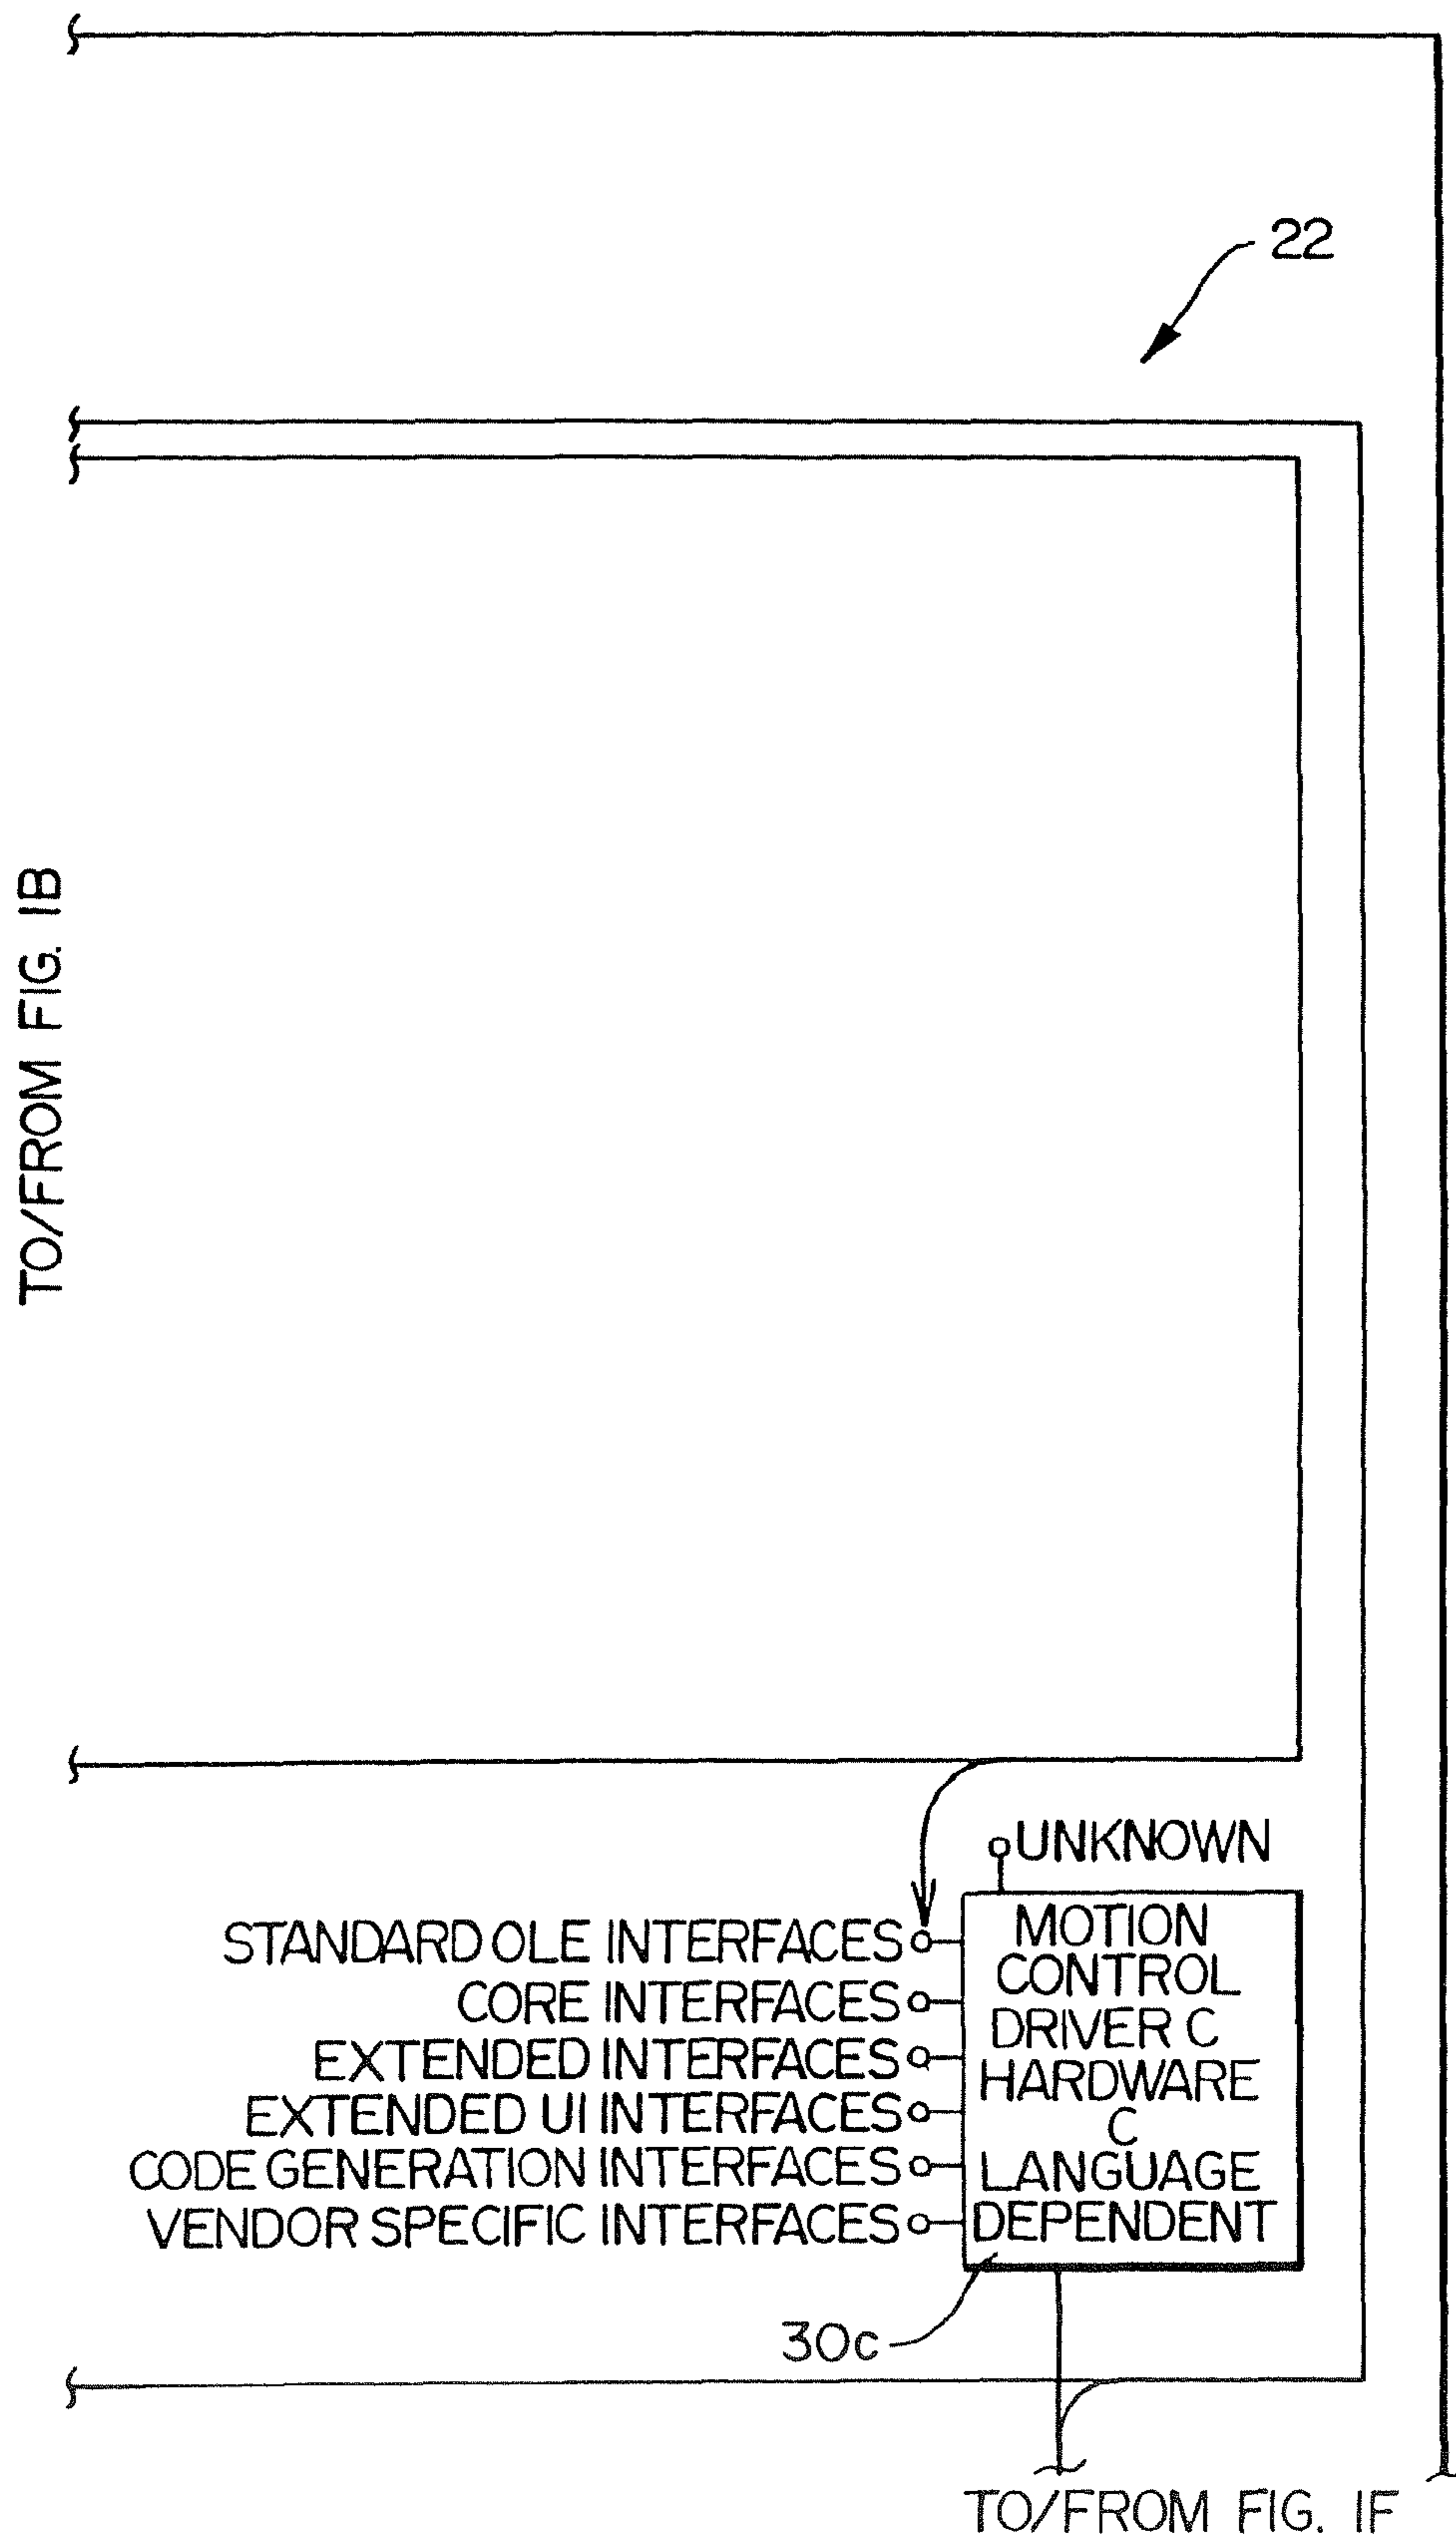 22
TO/FROM FIG. 1B
UNKNOWN
STANDARD OLE INTERFACES
CORE INTERFACES
EXTENDED INTERFACES
EXTENDED UI INTERFACES
CODE GENERATION INTERFACES
VENDOR SPECIFIC INTERFACES
MOTION
CONTROL
DRIVER C
HARDWARE
C
LANGUAGE
DEPENDENT
30c
TO/FROM FIG. 1F